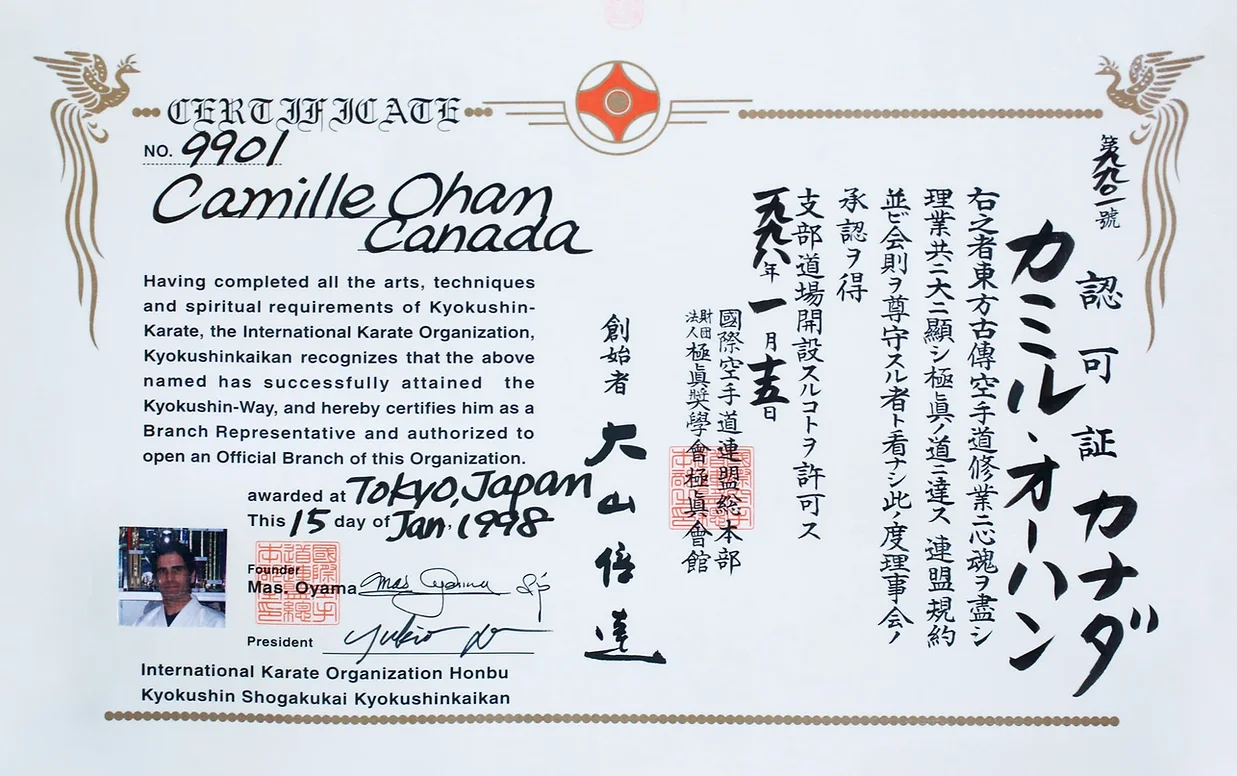 CERTIFICATE
NO. 9901
Camille Ohan
Canada
Having completed all the arts, techniques
and spiritual requirements of Kyokushin-
Karate, the International Karate Organization,
Kyokushinkaikan recognizes that the above
named has successfully attained the
Kyokushin-Way, and hereby certifies him as a
Branch Representative and authorized to
open an Official Branch of this Organization.
awarded at Tokyo, Japan
This 15 day of Jan, 1998
Founder
Mas. Oyama Mas Oyama
President Yukio
International Karate Organization Honbu
Kyokushin Shogakukai Kyokushinkaikan
第九九〇一號
認可証
カナダ
カミル・オーハン
右之者東方古傳空手道修業ニ心魂ヲ盡シ
理業共ニ大ニ顯シ極眞ノ道ニ達ス 連盟規約
並ビ会則ヲ尊守スル者ト看ナシ此ノ度理事会ノ
承認ヲ得
支部道場開設スルコトヲ許可ス
一九九八年一月十五日
國際空手道連盟総本部
財団法人極眞奨學會極眞會館
創始者 大山倍達